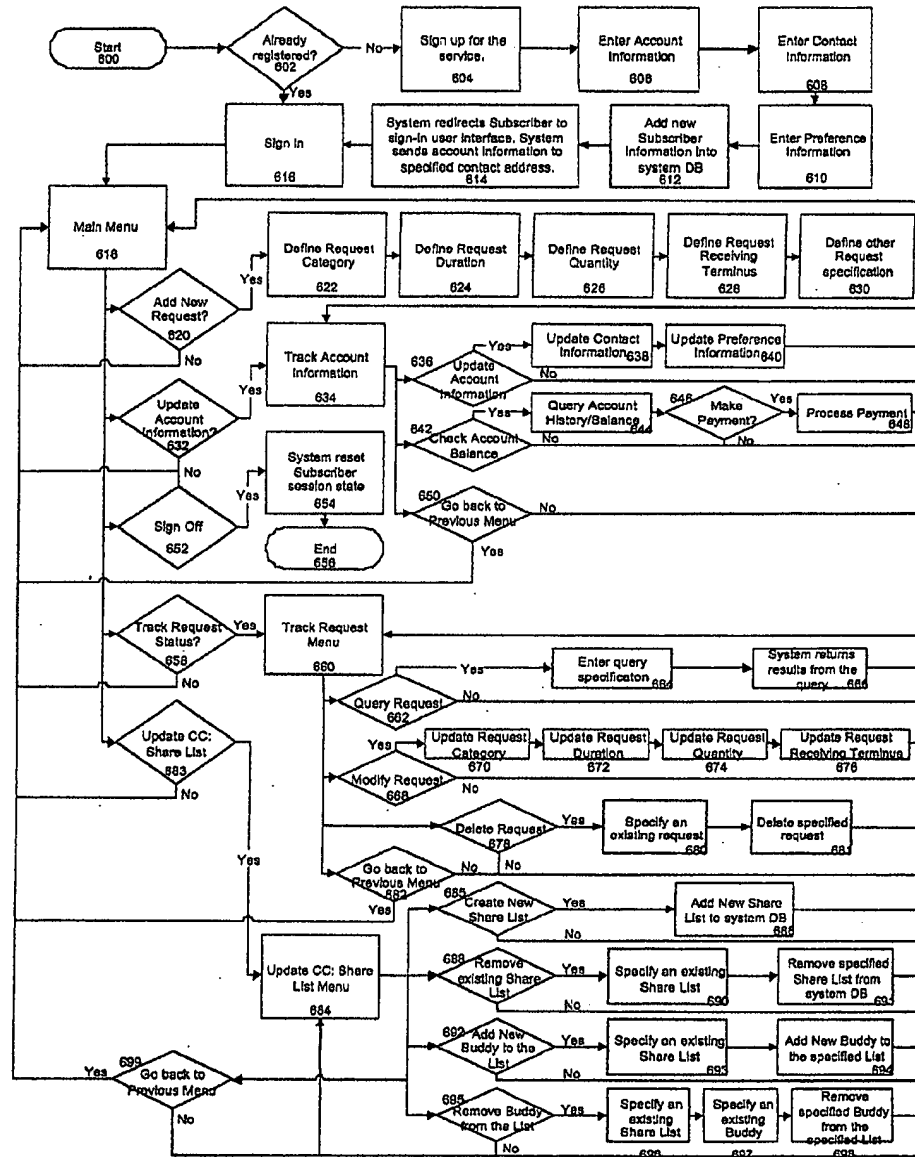 Start
600
Already
registered?
602
No
Yes
Sign up for the
service.
604
Enter Account
Information
606
Enter Contact
Information
608
Sign In
616
System redirects Subscriber to
sign-in user interface. System
sends account information to
specified contact address.
614
Add new
Subscriber
Information into
system DB
612
Enter Preference
Information
610
Main Menu
618
Add New
Request?
620
Yes
No
Define Request
Category
622
Define Request
Duration
624
Define Request
Quantity
626
Define Request
Receiving
Terminus
628
Define other
Request
specification
630
Update
Account
Information?
632
Yes
No
Track Account
Information
634
636
Update
Account
Information
Yes
No
Update Contact
Information
638
Update Preference
Information
640
642
Check Account
Balance
Yes
No
Query Account
History/Balance
644
646
Make
Payment?
Yes
No
Process Payment
648
Sign Off
652
Yes
System reset
Subscriber
session state
654
End
656
650
Go back to
Previous Menu
No
Yes
Track Request
Status?
658
Yes
No
Track Request
Menu
660
Query Request
662
Yes
No
Enter query
specificaton
664
System returns
results from the
query
666
Update CC:
Share List
683
No
Yes
Modify Request
668
Yes
No
Update Request
Category
670
Update Request
Duration
672
Update Request
Quantity
674
Update Request
Receiving Terminus
676
Delete Request
678
Yes
No
Specify an
existing request
680
Delete specified
request
681
Go back to
Previous Menu
682
No
Yes
685
Create New
Share List
Yes
No
Add New Share
List to system DB
Update CC: Share
List Menu
684
688
Remove
existing Share
List
Yes
No
Specify an existing
Share List
690
Remove specified
Share List from
system DB
691
692
Add New
Buddy to the
List
Yes
No
Specify an existing
Share List
693
Add New Buddy to
the specified List
694
699
Go back to
Previous Menu
Yes
No
695
Remove Buddy
from the List
Yes
No
Specify an
existing
Share List
696
Specify an
existing
Buddy
697
Remove
specified Buddy
from the
specified List
698